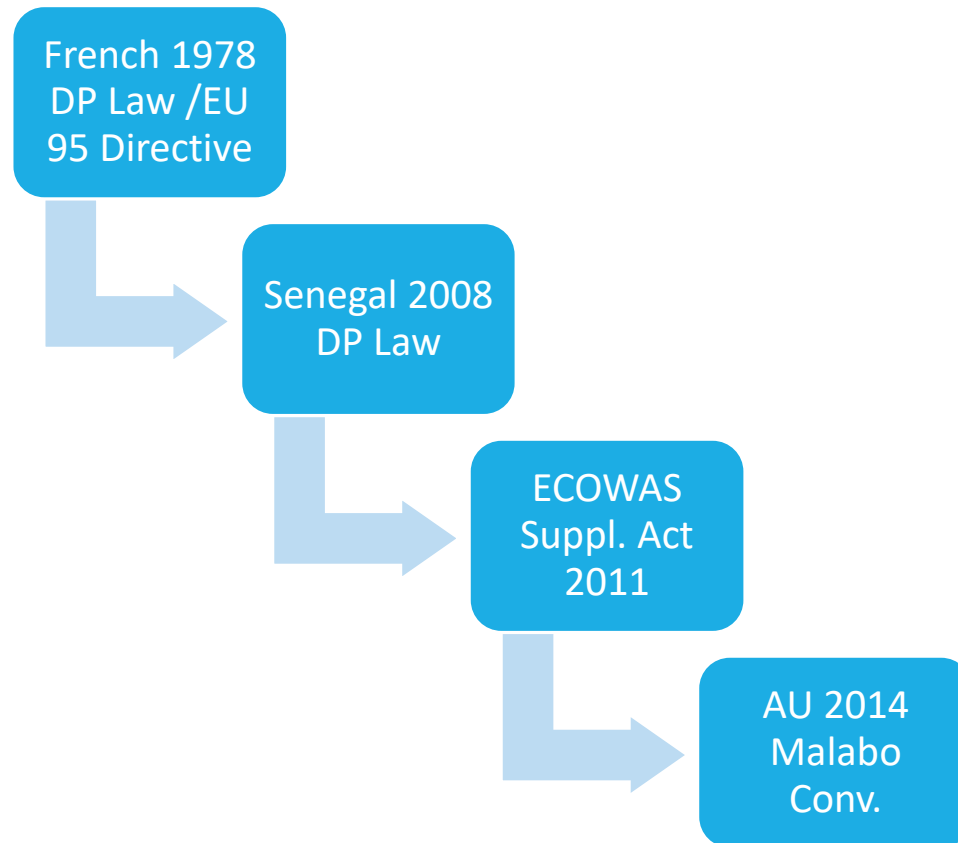 French 1978
DP Law /EU
95 Directive
Senegal 2008
DP Law
ECOWAS
Suppl. Act
2011
AU 2014
Malabo
Conv.